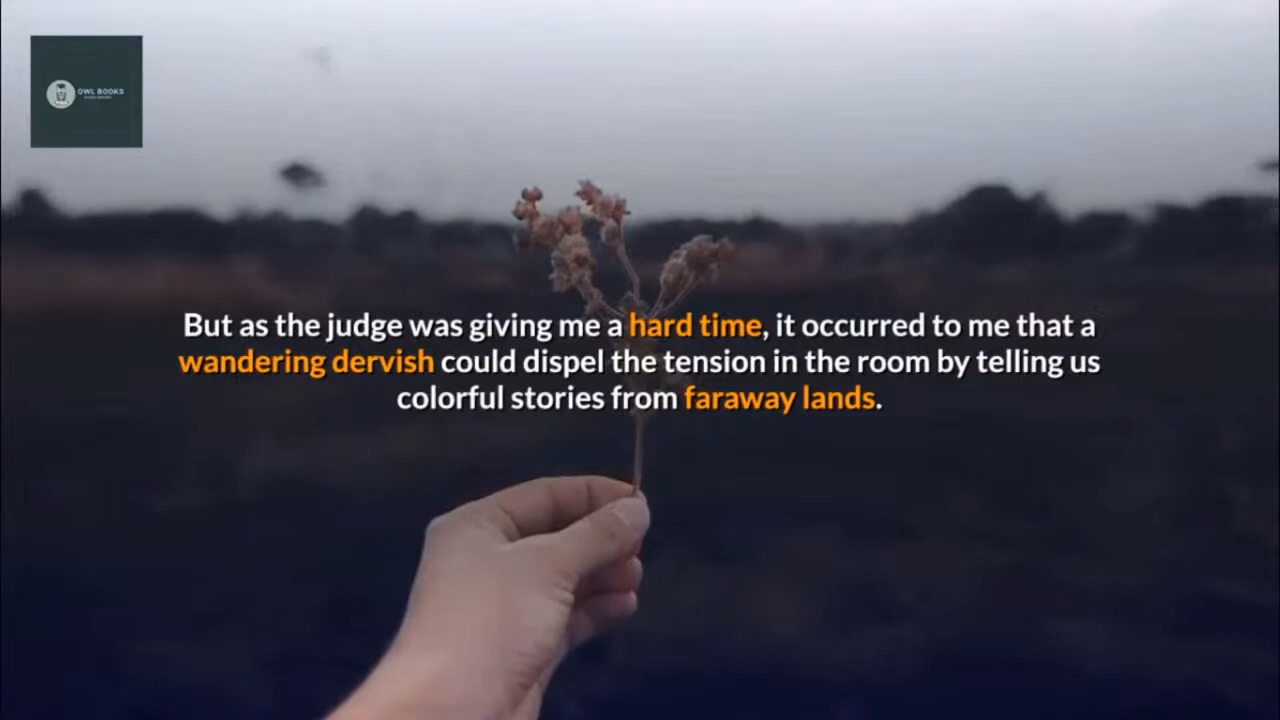 OWL BOOKS
But as the judge was giving me a hard time, it occurred to me that a
wandering dervish could dispel the tension in the room by telling us
colorful stories from faraway lands.